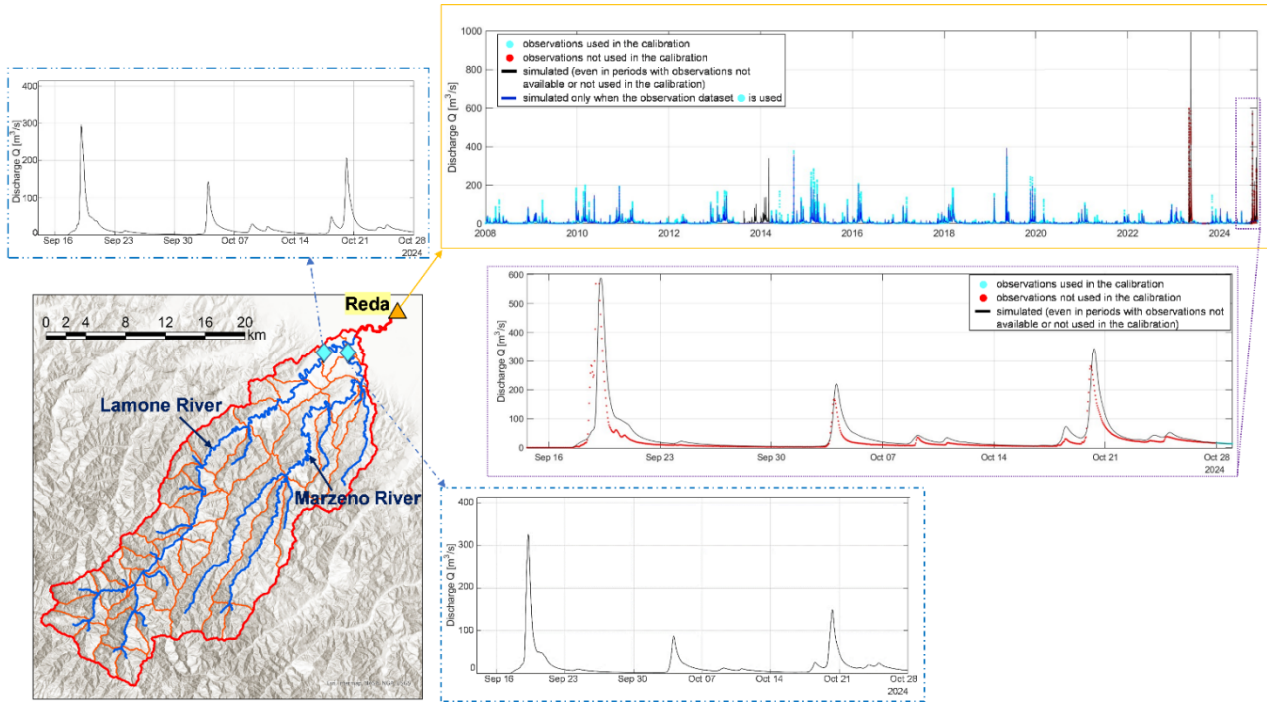 1000
800
600
400
200
0
Discharge Q [m³/s]
observations used in the calibration
observations not used in the calibration
simulated (even in periods with observations not
available or not used in the calibration)
simulated only when the observation dataset is used
2008 2010 2012 2014 2016 2018 2020 2022 2024
400
300
200
100
0
Discharge Q [m³/s]
Sep 16 Sep 23 Sep 30 Oct 07 Oct 14 Oct 21 Oct 28
2024
600
500
400
300
200
100
0
Discharge Q [m³/s]
observations used in the calibration
observations not used in the calibration
simulated (even in periods with observations not
available or not used in the calibration)
Sep 16 Sep 23 Sep 30 Oct 07 Oct 14 Oct 21 Oct 28
2024
Reda
0 2 4 8 12 16 20
km
Lamone River
Marzeno River
400
300
200
100
0
Discharge Q [m³/s]
Sep 16 Sep 23 Sep 30 Oct 07 Oct 14 Oct 21 Oct 28
2024